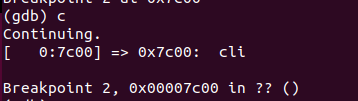 (gdb) c
Continuing.
[   0:7c00] => 0x7c00:  cli
Breakpoint 2, 0x00007c00 in ?? ()